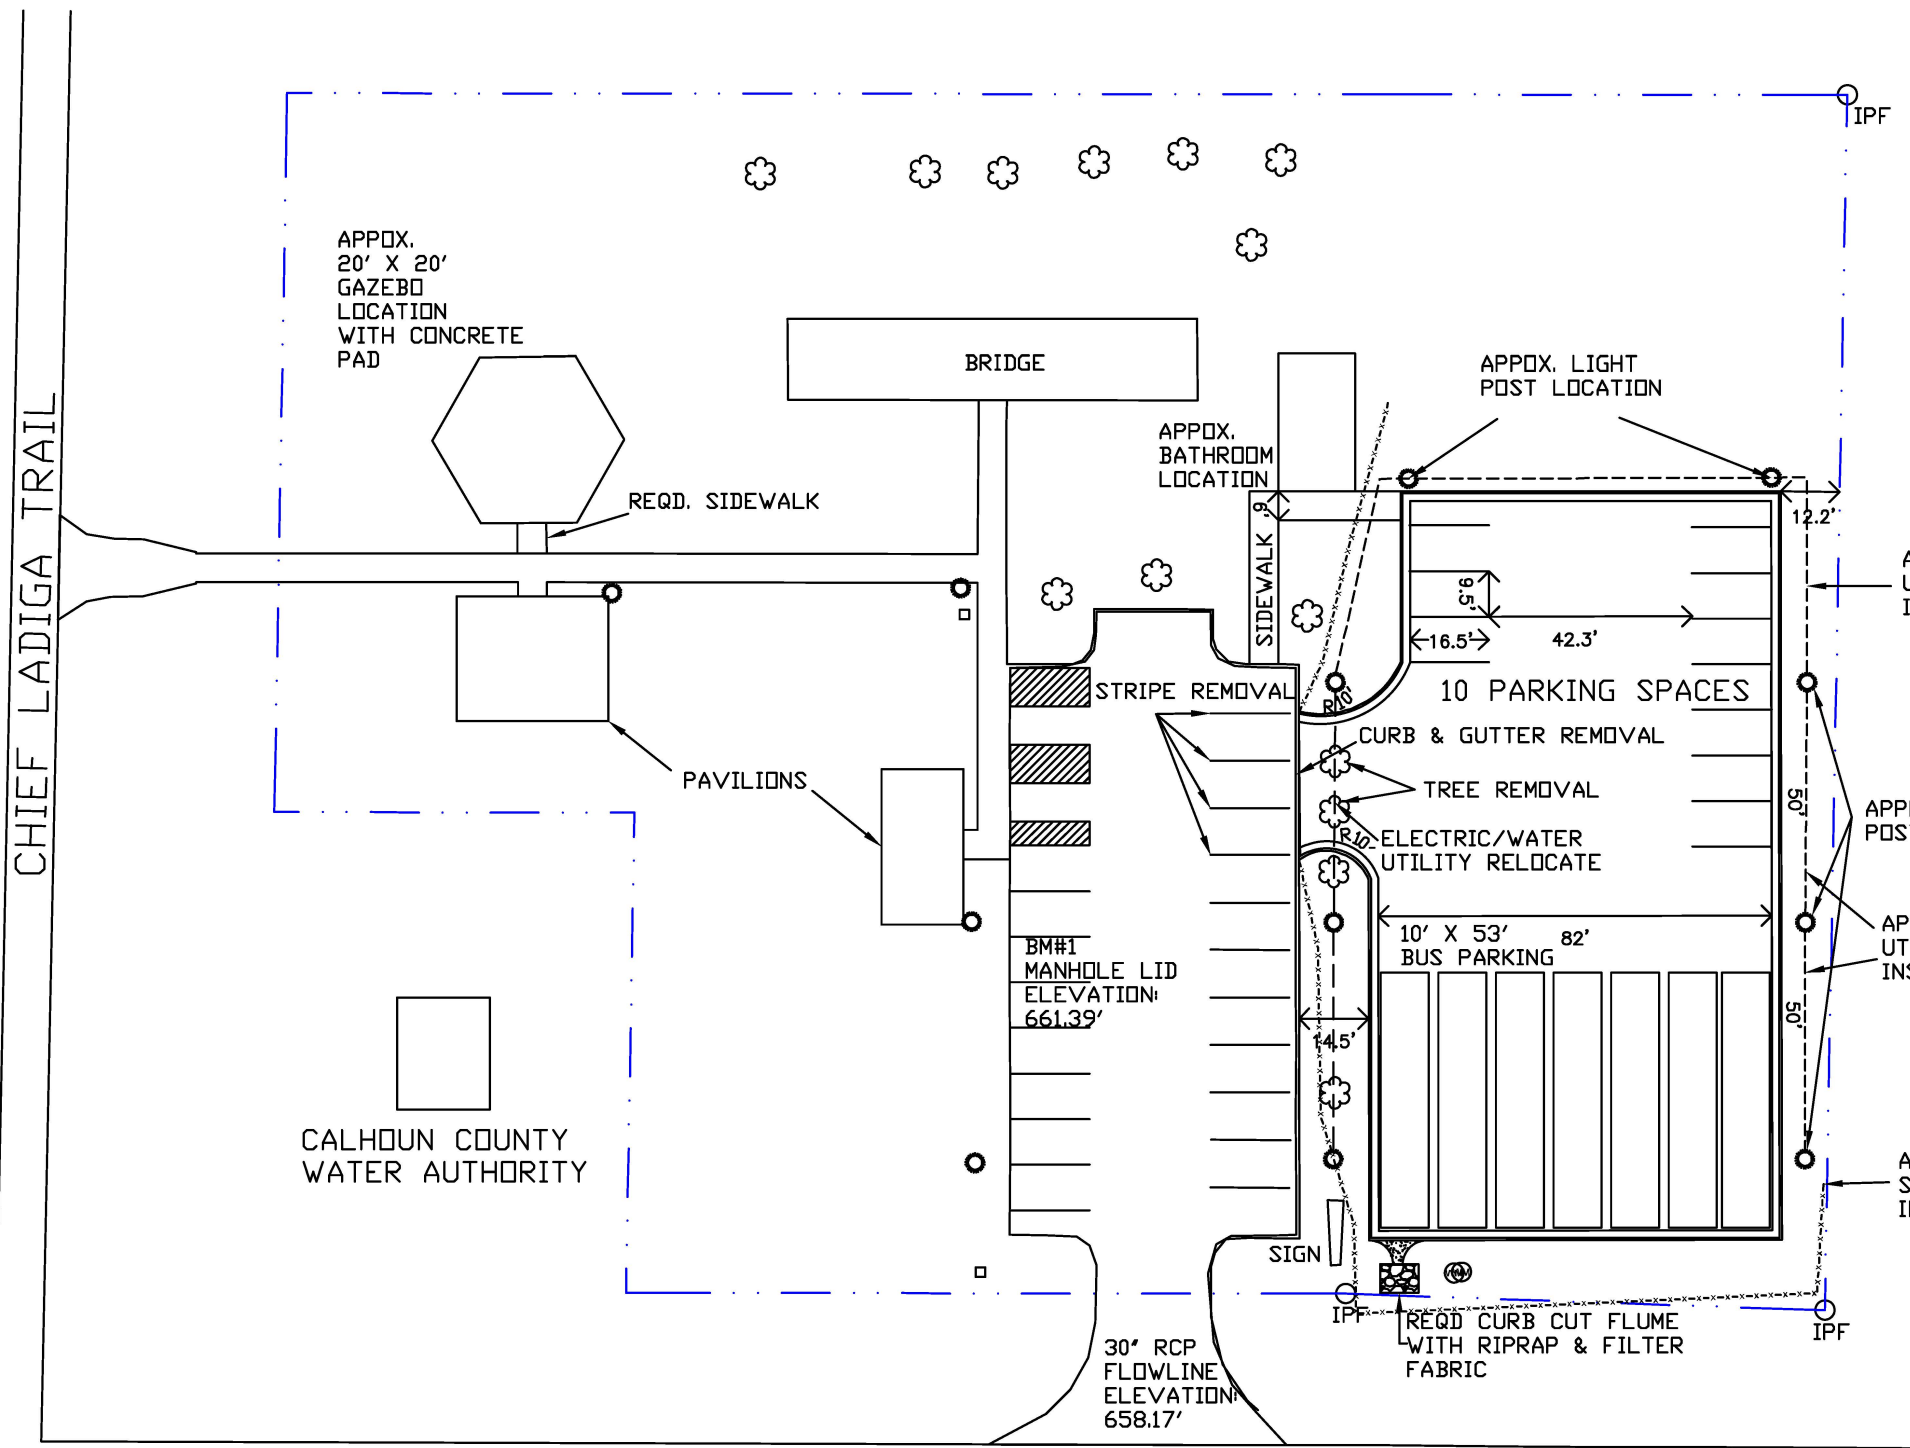 IPF
APPOX.
20' X 20'
GAZEBO
LOCATION
WITH CONCRETE
PAD
BRIDGE
APPOX. LIGHT
POST LOCATION
APPOX.
BATHROOM
LOCATION
REQD. SIDEWALK
6'
12.2'
SIDEWALK
9.5'
16.5'
42.3'
CHIEF LADIGA TRAIL
STRIPE REMOVAL
R10'
10 PARKING SPACES
CURB & GUTTER REMOVAL
PAVILIONS
TREE REMOVAL
50'
R10'
ELECTRIC/WATER
UTILITY RELOCATE
10' X 53'
BUS PARKING
82'
BM#1
MANHOLE LID
ELEVATION:
661.39'
50'
14.5'
CALHOUN COUNTY
WATER AUTHORITY
SIGN
IPF
IPF
REQD CURB CUT FLUME
WITH RIPRAP & FILTER
FABRIC
30" RCP
FLOWLINE
ELEVATION:
658.17'